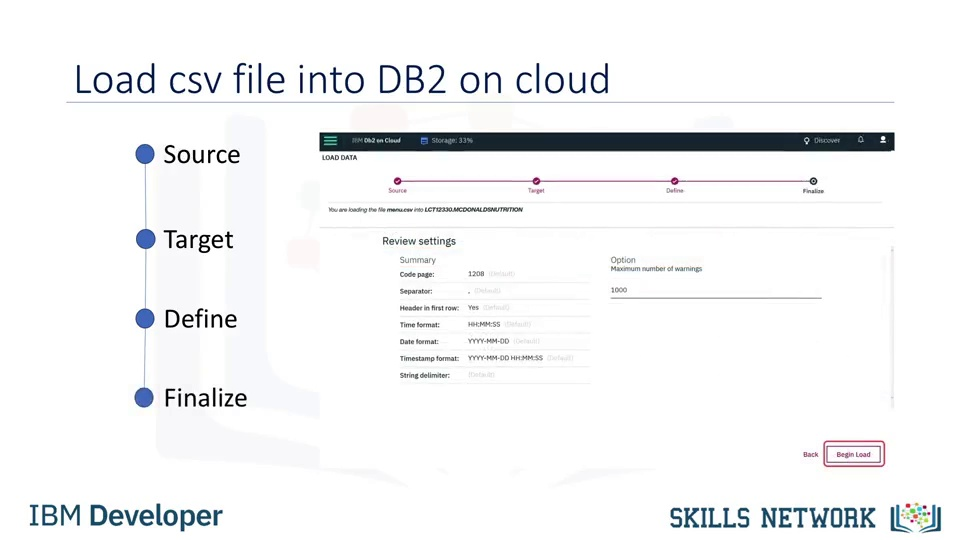 Load csv file into DB2 on cloud
Source
Target
Define
Finalize
IBM Db2 on Cloud
Storage: 33%
Discover
LOAD DATA
Source
Target
Define
Finalize
You are loading the file menu.csv into LCT12330.MCDONALDSNUTRITION
Review settings
Summary
Code page: 1208 (Default)
Separator: , (Default)
Header in first row: Yes (Default)
Time format: HH:MM:SS (Default)
Date format: YYYY-MM-DD (Default)
Timestamp format: YYYY-MM-DD HH:MM:SS (Default)
String delimiter: (Default)
Option
Maximum number of warnings
1000
Back
Begin Load
IBM Developer
SKILLS NETWORK